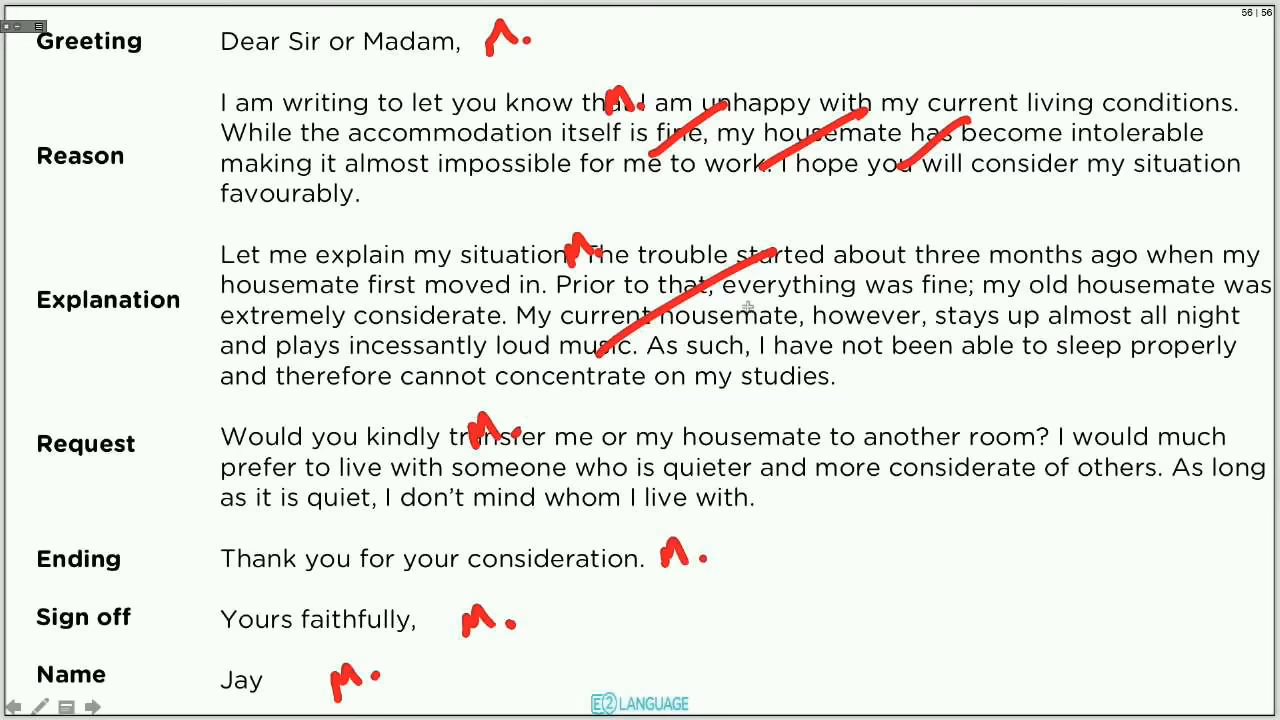 56 | 56
Greeting
Dear Sir or Madam,
M.
Reason
I am writing to let you know that I am unhappy with my current living conditions.
M.
While the accommodation itself is fine, my housemate has become intolerable
making it almost impossible for me to work. I hope you will consider my situation
favourably.
Explanation
Let me explain my situation. The trouble started about three months ago when my
M.
housemate first moved in. Prior to that, everything was fine; my old housemate was
extremely considerate. My current housemate, however, stays up almost all night
and plays incessantly loud music. As such, I have not been able to sleep properly
and therefore cannot concentrate on my studies.
Request
Would you kindly transfer me or my housemate to another room? I would much
M.
prefer to live with someone who is quieter and more considerate of others. As long
as it is quiet, I don’t mind whom I live with.
Ending
Thank you for your consideration.
M.
Sign off
Yours faithfully,
M.
Name
Jay
M.
E2 LANGUAGE